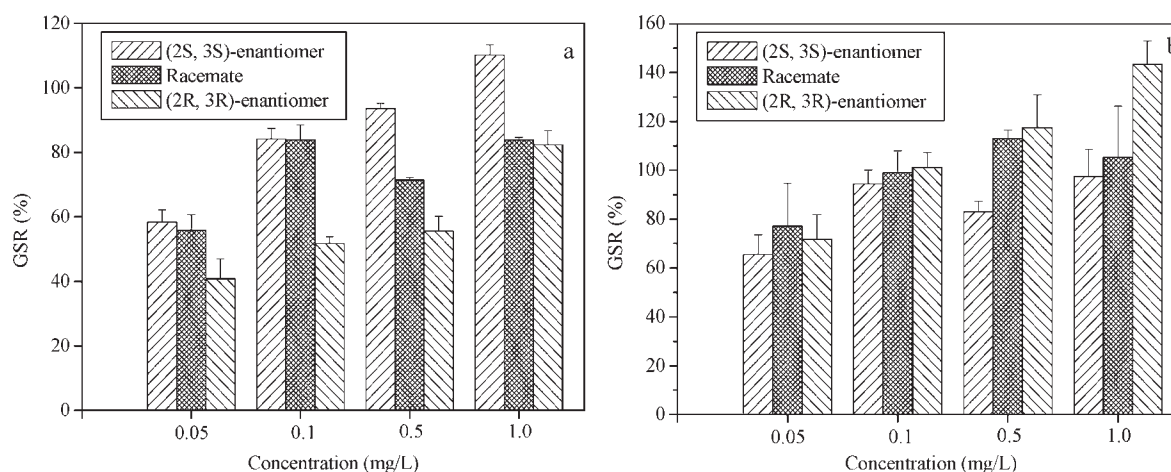 a
(2S, 3S)-enantiomer
Racemate
(2R, 3R)-enantiomer
GSR (%)
120
100
80
60
40
20
0
0.05 0.1 0.5 1.0
Concentration (mg/L)
b
(2S, 3S)-enantiomer
Racemate
(2R, 3R)-enantiomer
GSR (%)
160
140
120
100
80
60
40
20
0
0.05 0.1 0.5 1.0
Concentration (mg/L)